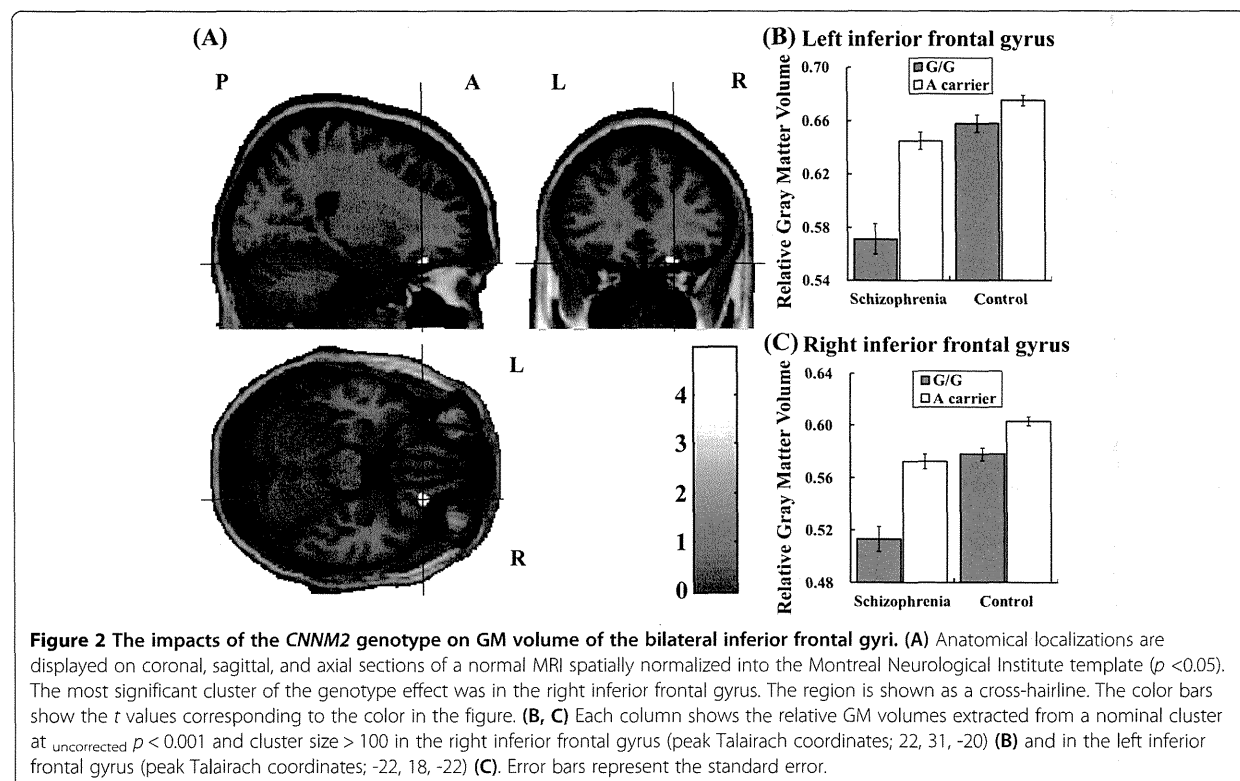 (A)
P
A
L
R
L
R
4
3
2
1
0
(B) Left inferior frontal gyrus
G/G
A carrier
Relative Gray Matter Volume
0.70
0.66
0.62
0.58
0.54
Schizophrenia
Control
(C) Right inferior frontal gyrus
G/G
A carrier
Relative Gray Matter Volume
0.64
0.60
0.56
0.52
0.48
Schizophrenia
Control
Figure 2 The impacts of the CNNM2 genotype on GM volume of the bilateral inferior frontal gyri. (A) Anatomical localizations are
displayed on coronal, sagittal, and axial sections of a normal MRI spatially normalized into the Montreal Neurological Institute template (p <0.05).
The most significant cluster of the genotype effect was in the right inferior frontal gyrus. The region is shown as a cross-hairline. The color bars
show the t values corresponding to the color in the figure. (B, C) Each column shows the relative GM volumes extracted from a nominal cluster
at uncorrected p < 0.001 and cluster size > 100 in the right inferior frontal gyrus (peak Talairach coordinates; 22, 31, -20) (B) and in the left inferior
frontal gyrus (peak Talairach coordinates; -22, 18, -22) (C). Error bars represent the standard error.